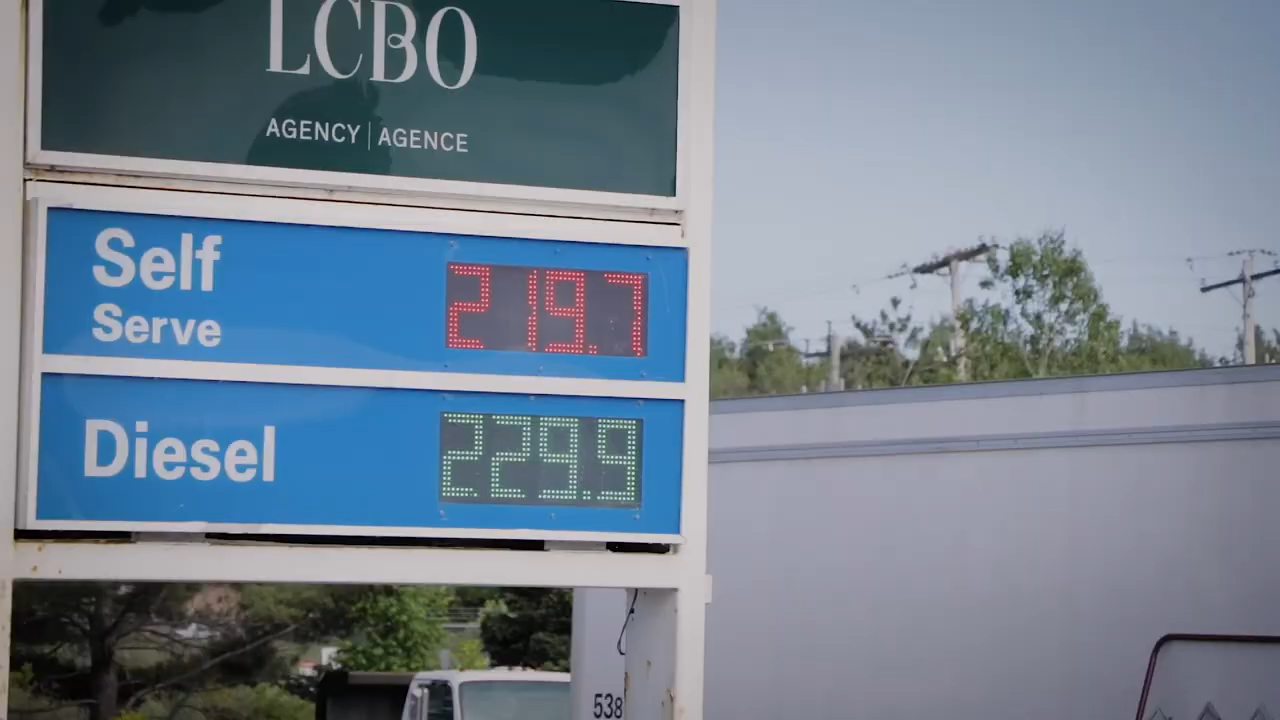 LCBO
AGENCY | AGENCE
Self
Serve
219.7
Diesel
229.9
538